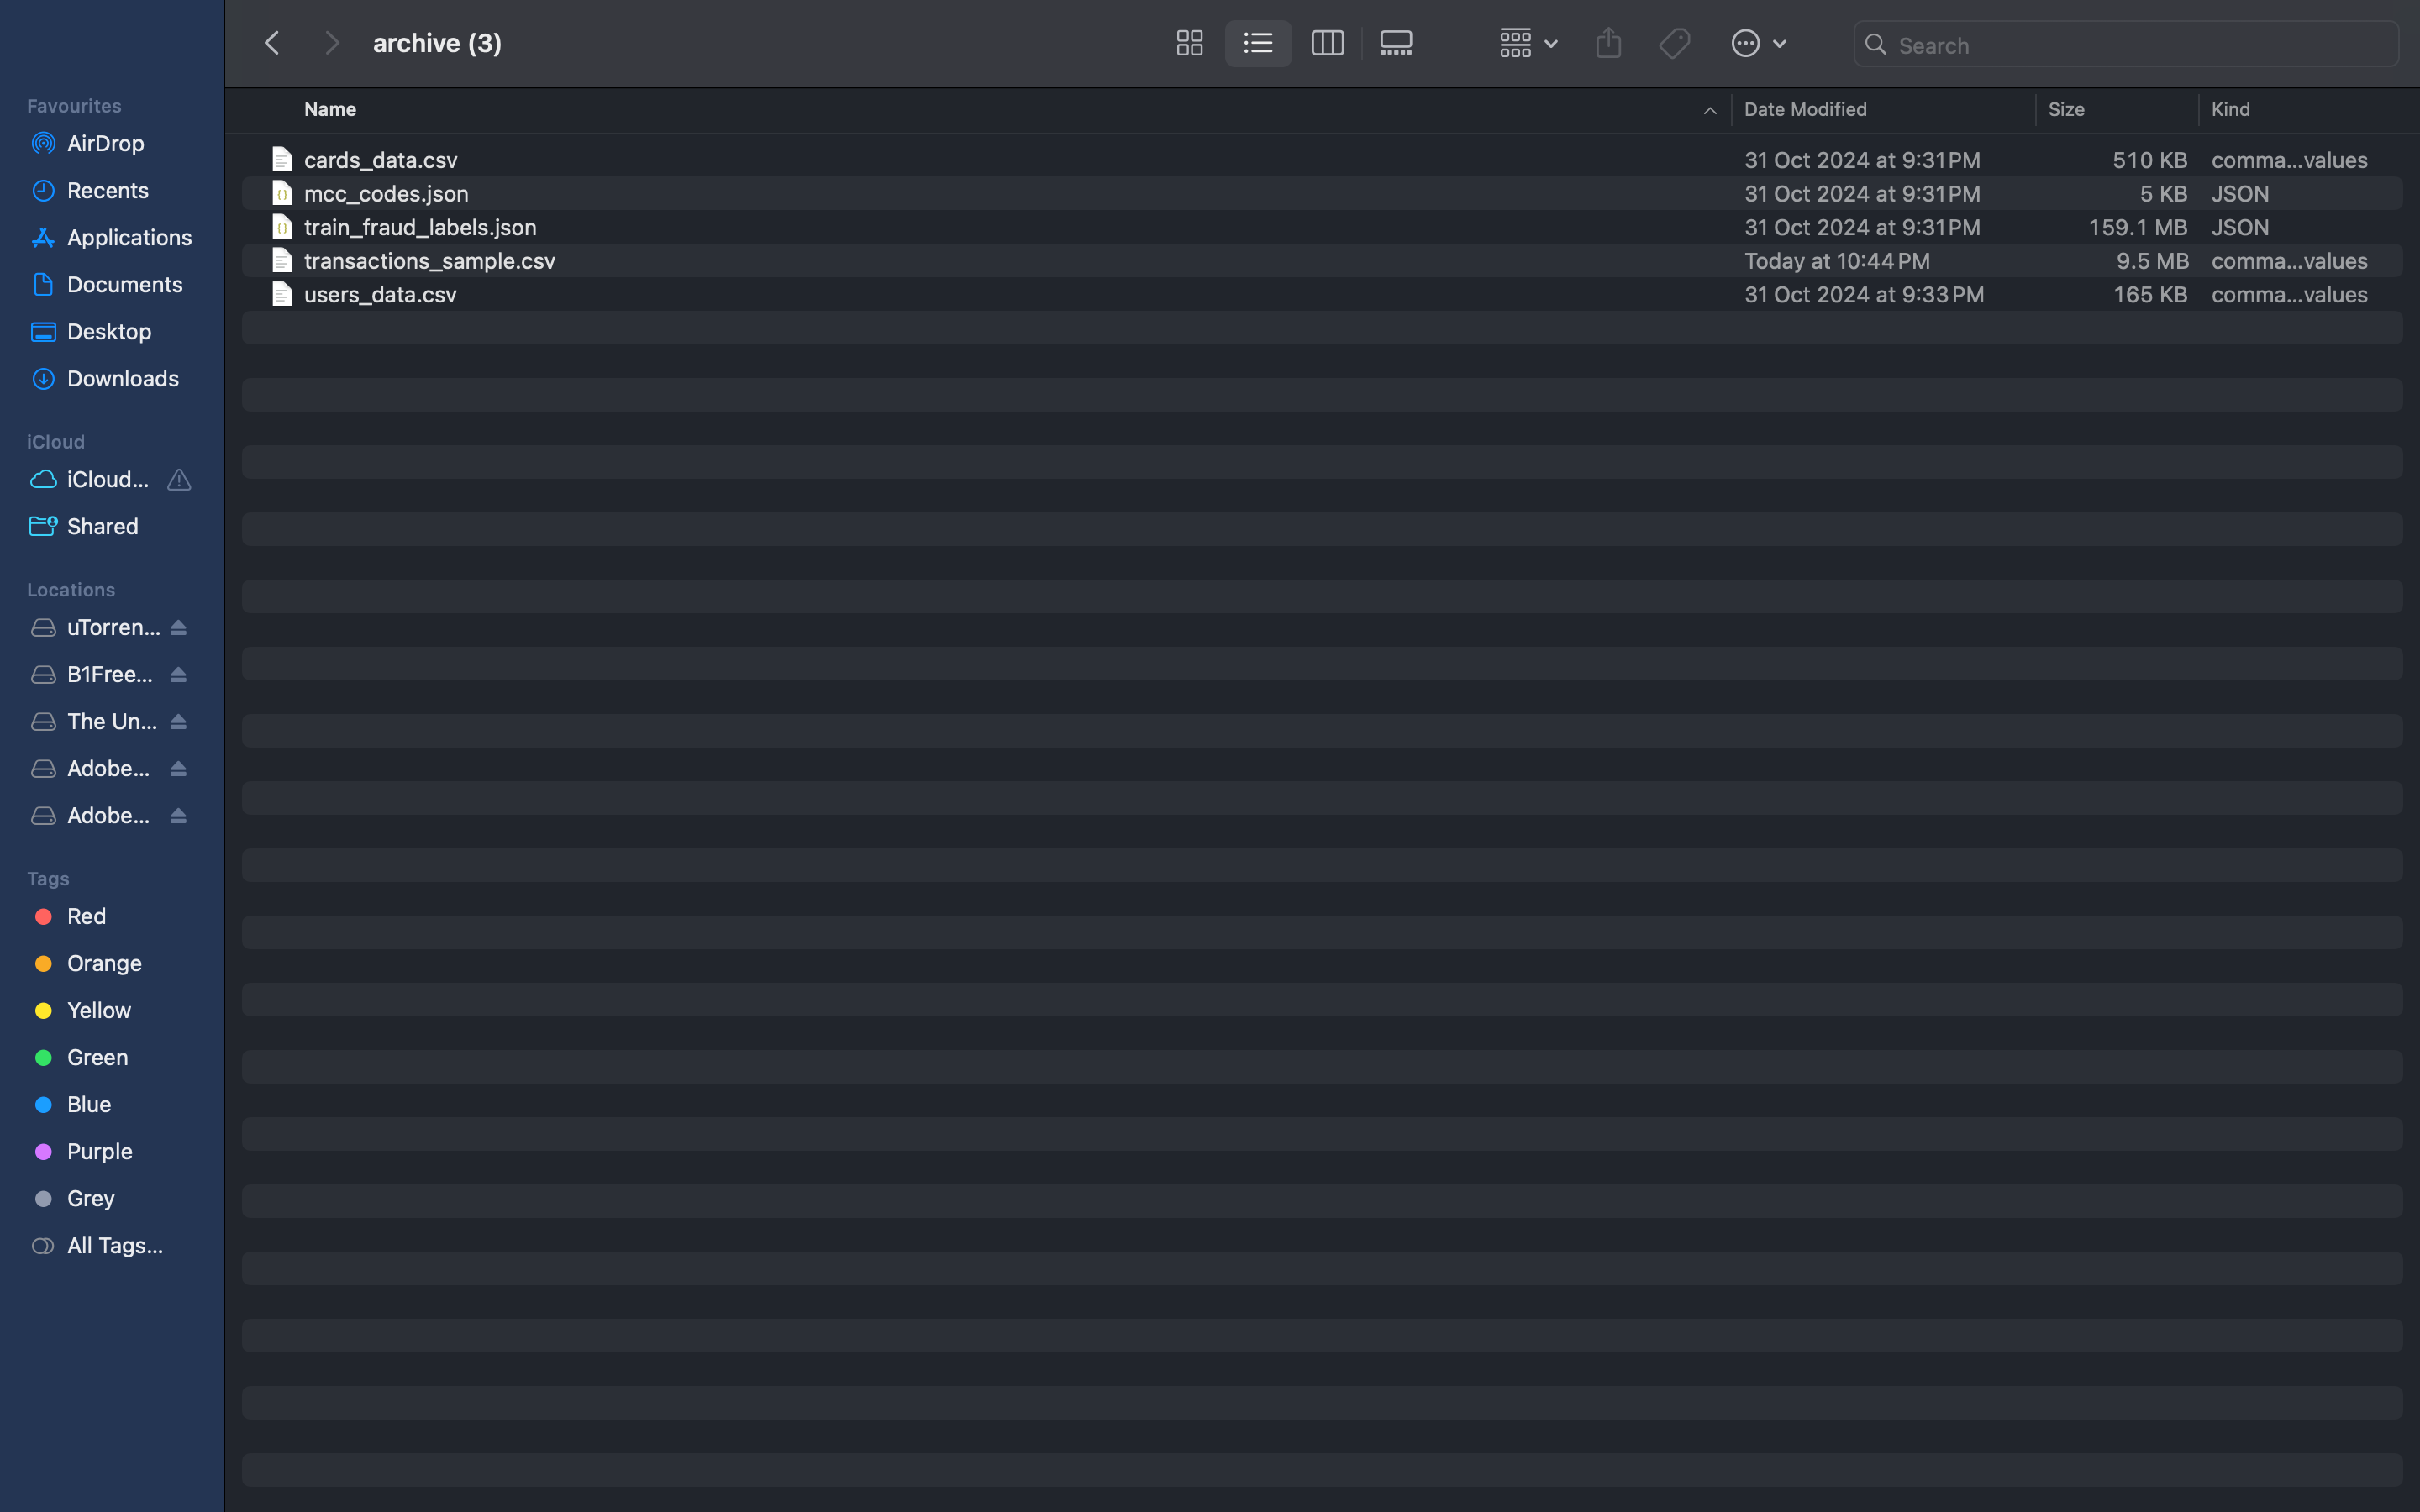 archive (3)
Search
Favourites
AirDrop
Recents
Applications
Documents
Desktop
Downloads
iCloud
iCloud...
Shared
Locations
uTorren...
B1Free...
The Un...
Adobe...
Adobe...
Tags
Red
Orange
Yellow
Green
Blue
Purple
Grey
All Tags...
Name Date Modified Size Kind
cards_data.csv 31 Oct 2024 at 9:31 PM 510 KB comma...values
mcc_codes.json 31 Oct 2024 at 9:31 PM 5 KB JSON
train_fraud_labels.json 31 Oct 2024 at 9:31 PM 159.1 MB JSON
transactions_sample.csv Today at 10:44 PM 9.5 MB comma...values
users_data.csv 31 Oct 2024 at 9:33 PM 165 KB comma...values